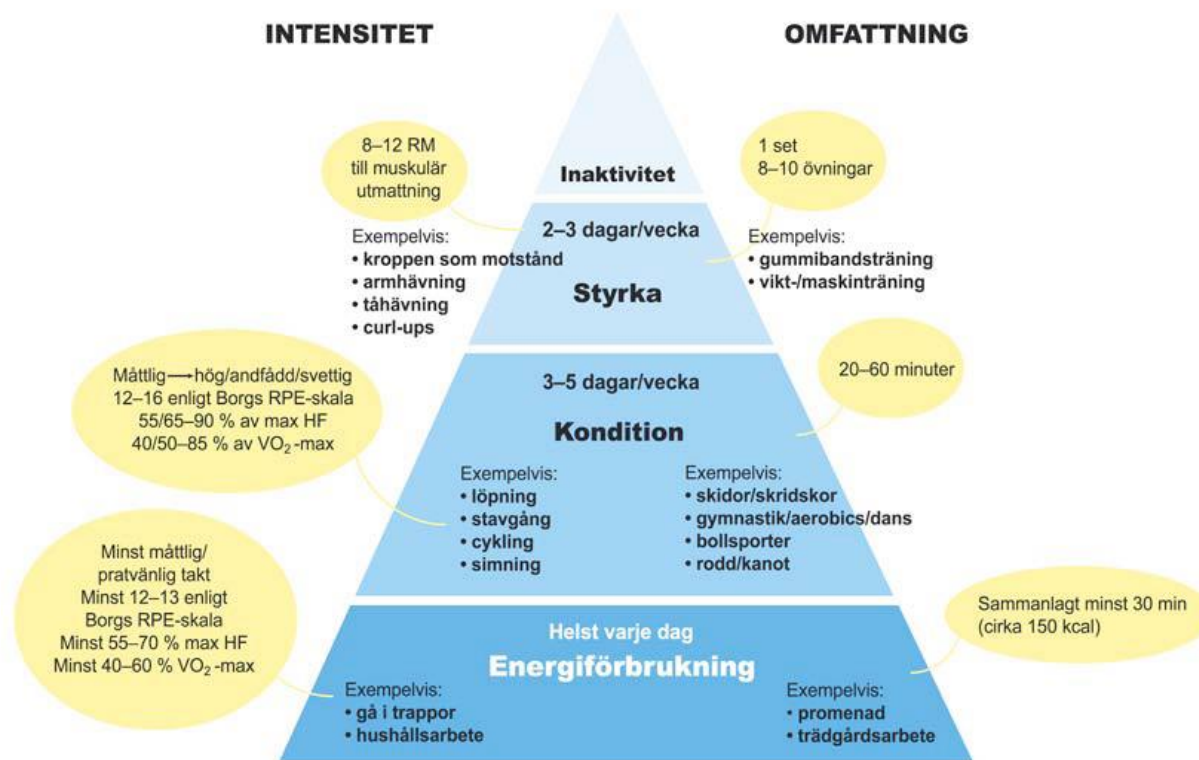 INTENSITET
OMFATTNING
8–12 RM
till muskulär
utmattning
1 set
8–10 övningar
Inaktivitet
2–3 dagar/vecka
Styrka
Exempelvis:
• kroppen som motstånd
• armhävning
• tåhävning
• curl-ups
Exempelvis:
• gummibandsträning
• vikt-/maskinträning
Måttlig→hög/andfådd/svettig
12–16 enligt Borgs RPE-skala
55/65–90 % av max HF
40/50–85 % av VO₂-max
20–60 minuter
3–5 dagar/vecka
Kondition
Exempelvis:
• löpning
• stavgång
• cykling
• simning
Exempelvis:
• skidor/skridskor
• gymnastik/aerobics/dans
• bollsporter
• rodd/kanot
Minst måttlig/
pratvänlig takt
Minst 12–13 enligt
Borgs RPE-skala
Minst 55–70 % max HF
Minst 40–60 % VO₂-max
Sammanlagt minst 30 min
(cirka 150 kcal)
Helst varje dag
Energiförbrukning
Exempelvis:
• gå i trappor
• hushållsarbete
Exempelvis:
• promenad
• trädgårdsarbete